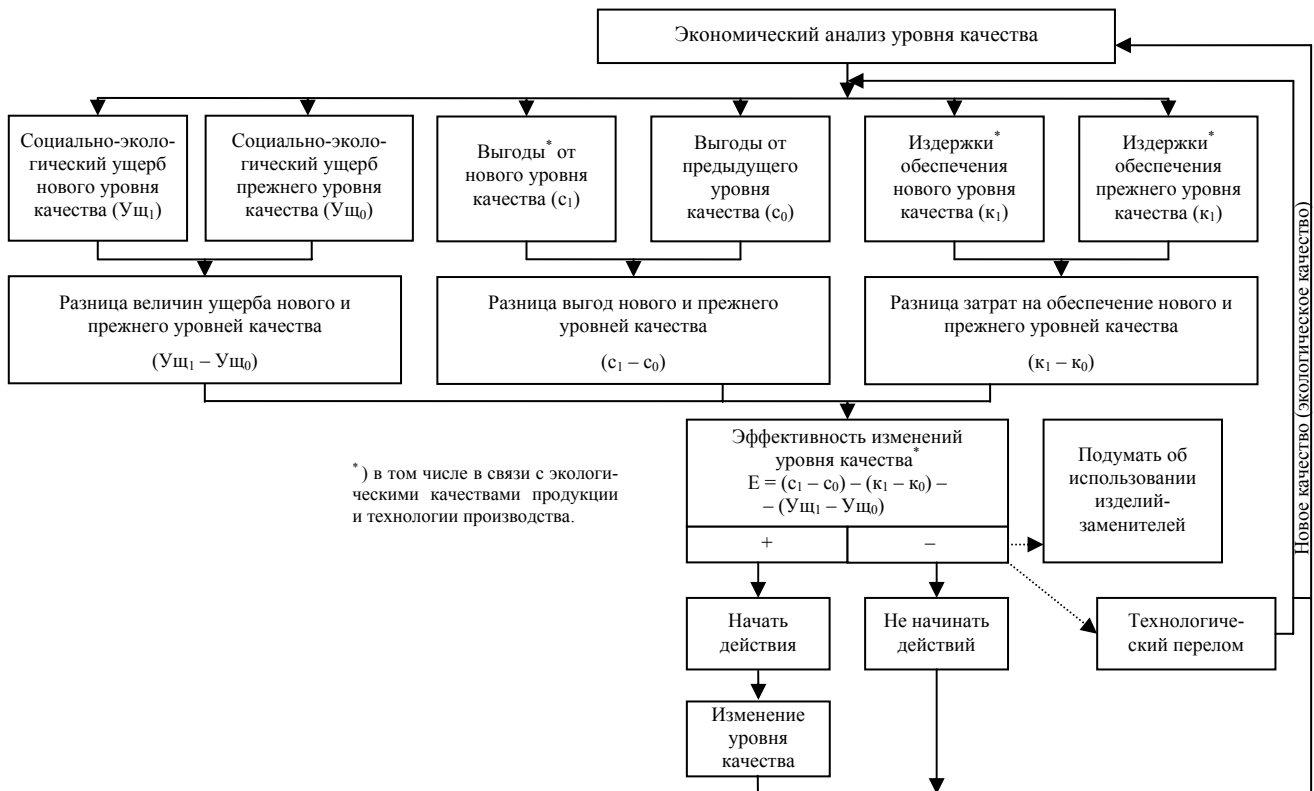 Экономический анализ уровня качества
Социально-эколо-
гический ущерб
нового уровня
качества (Ущ₁)
Социально-эколо-
гический ущерб
прежнего уровня
качества (Ущ₀)
Выгоды* от
нового уровня
качества (с₁)
Выгоды от
предыдущего
уровня
качества (с₀)
Издержки*
обеспечения
нового уровня
качества (к₁)
Издержки*
обеспечения
прежнего уровня
качества (к₁)
Разница величин ущерба нового и
прежнего уровней качества
(Ущ₁ – Ущ₀)
Разница выгод нового и прежнего
уровней качества
(с₁ – с₀)
Разница затрат на обеспечение нового и
прежнего уровней качества
(к₁ – к₀)
Новое качество (экологическое качество)
* ) в том числе в связи с экологи-
ческими качествами продукции
и технологии производства.
Эффективность изменений
уровня качества*
Е = (с₁ – с₀) – (к₁ – к₀) –
– (Ущ₁ – Ущ₀)
+
–
Подумать об
использовании
изделий-
заменителей
Начать
действия
Не начинать
действий
Технологиче-
ский перелом
Изменение
уровня
качества